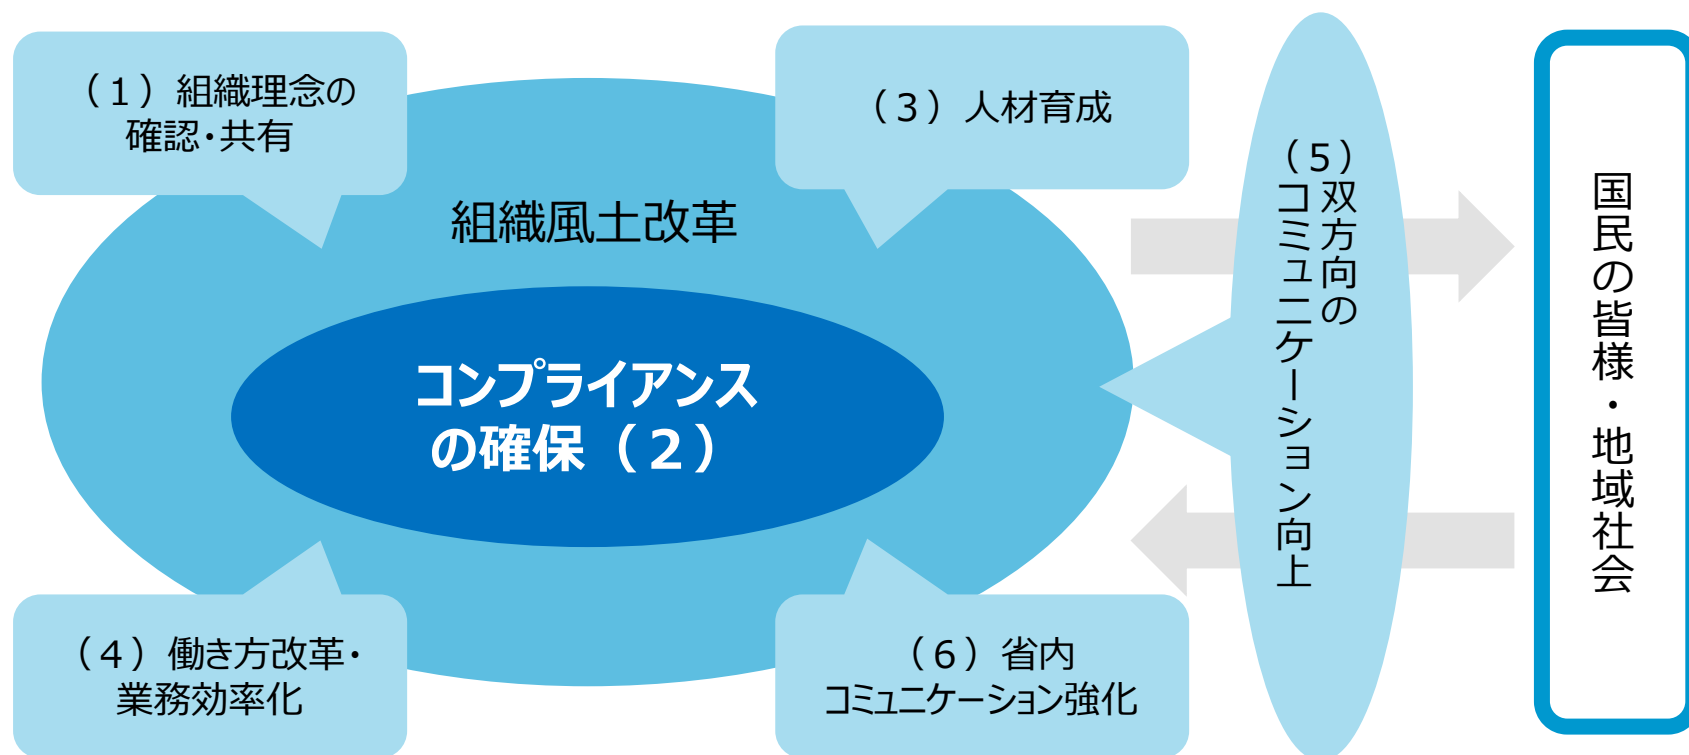 （１）組織理念の
確認・共有
（３）人材育成
組織風土改革
コンプライアンス
の確保（２）
（４）働き方改革・
業務効率化
（６）省内
コミュニケーション強化
（５）双方向の
コミュニケーション向上
国民の皆様・地域社会